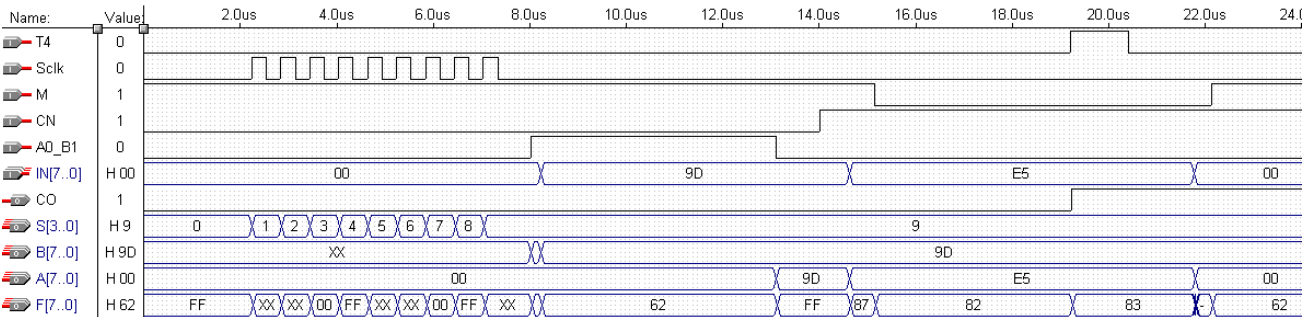 Name: Value: 2.0us 4.0us 6.0us 8.0us 10.0us 12.0us 14.0us 16.0us 18.0us 20.0us 22.0us 24.0
T4 0
Sclk 0
M 1
CN 1
A0_B1 0
IN[7..0] H 00 00 9D E5 00
CO 1
S[3..0] H 9 0 1 2 3 4 5 6 7 8 9
B[7..0] H 9D XX 9D
A[7..0] H 00 00 9D E5 00
F[7..0] H 62 FF XX XX 00 FF XX XX 00 FF XX 62 FF 87 82 83 - 62